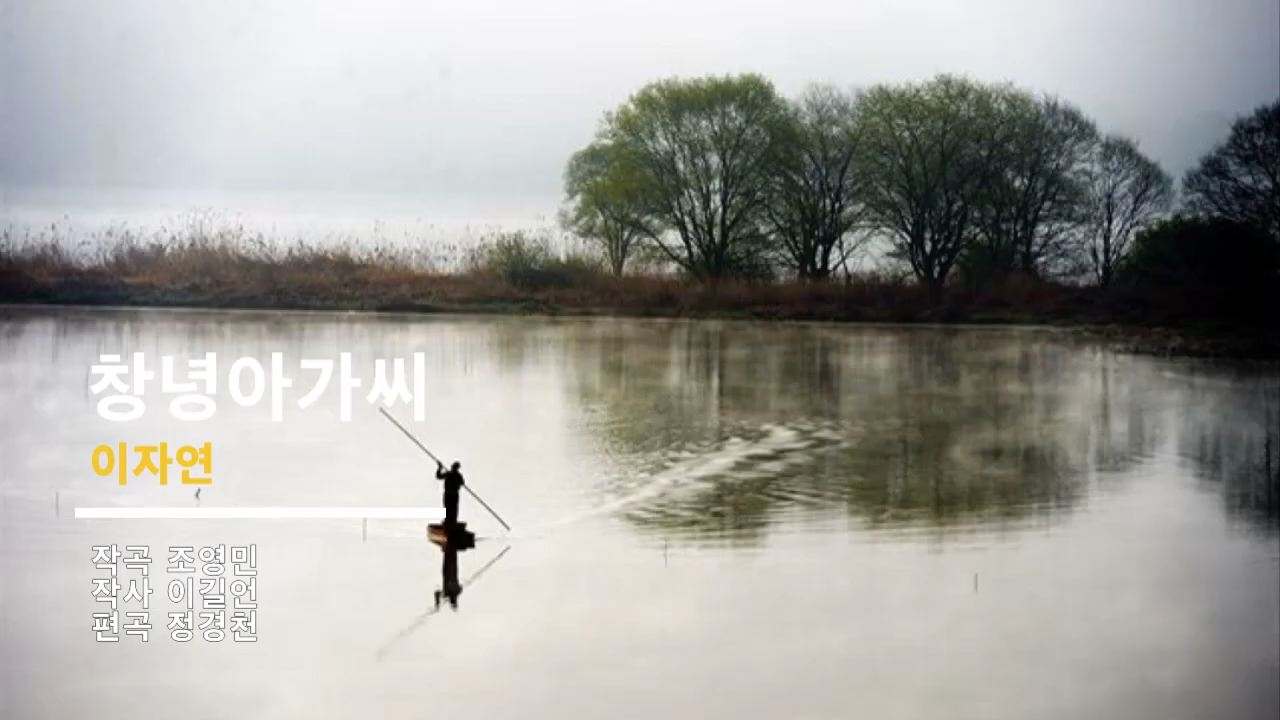 창녕아가씨
이자연
작곡 조영민
작사 이길언
편곡 정경천